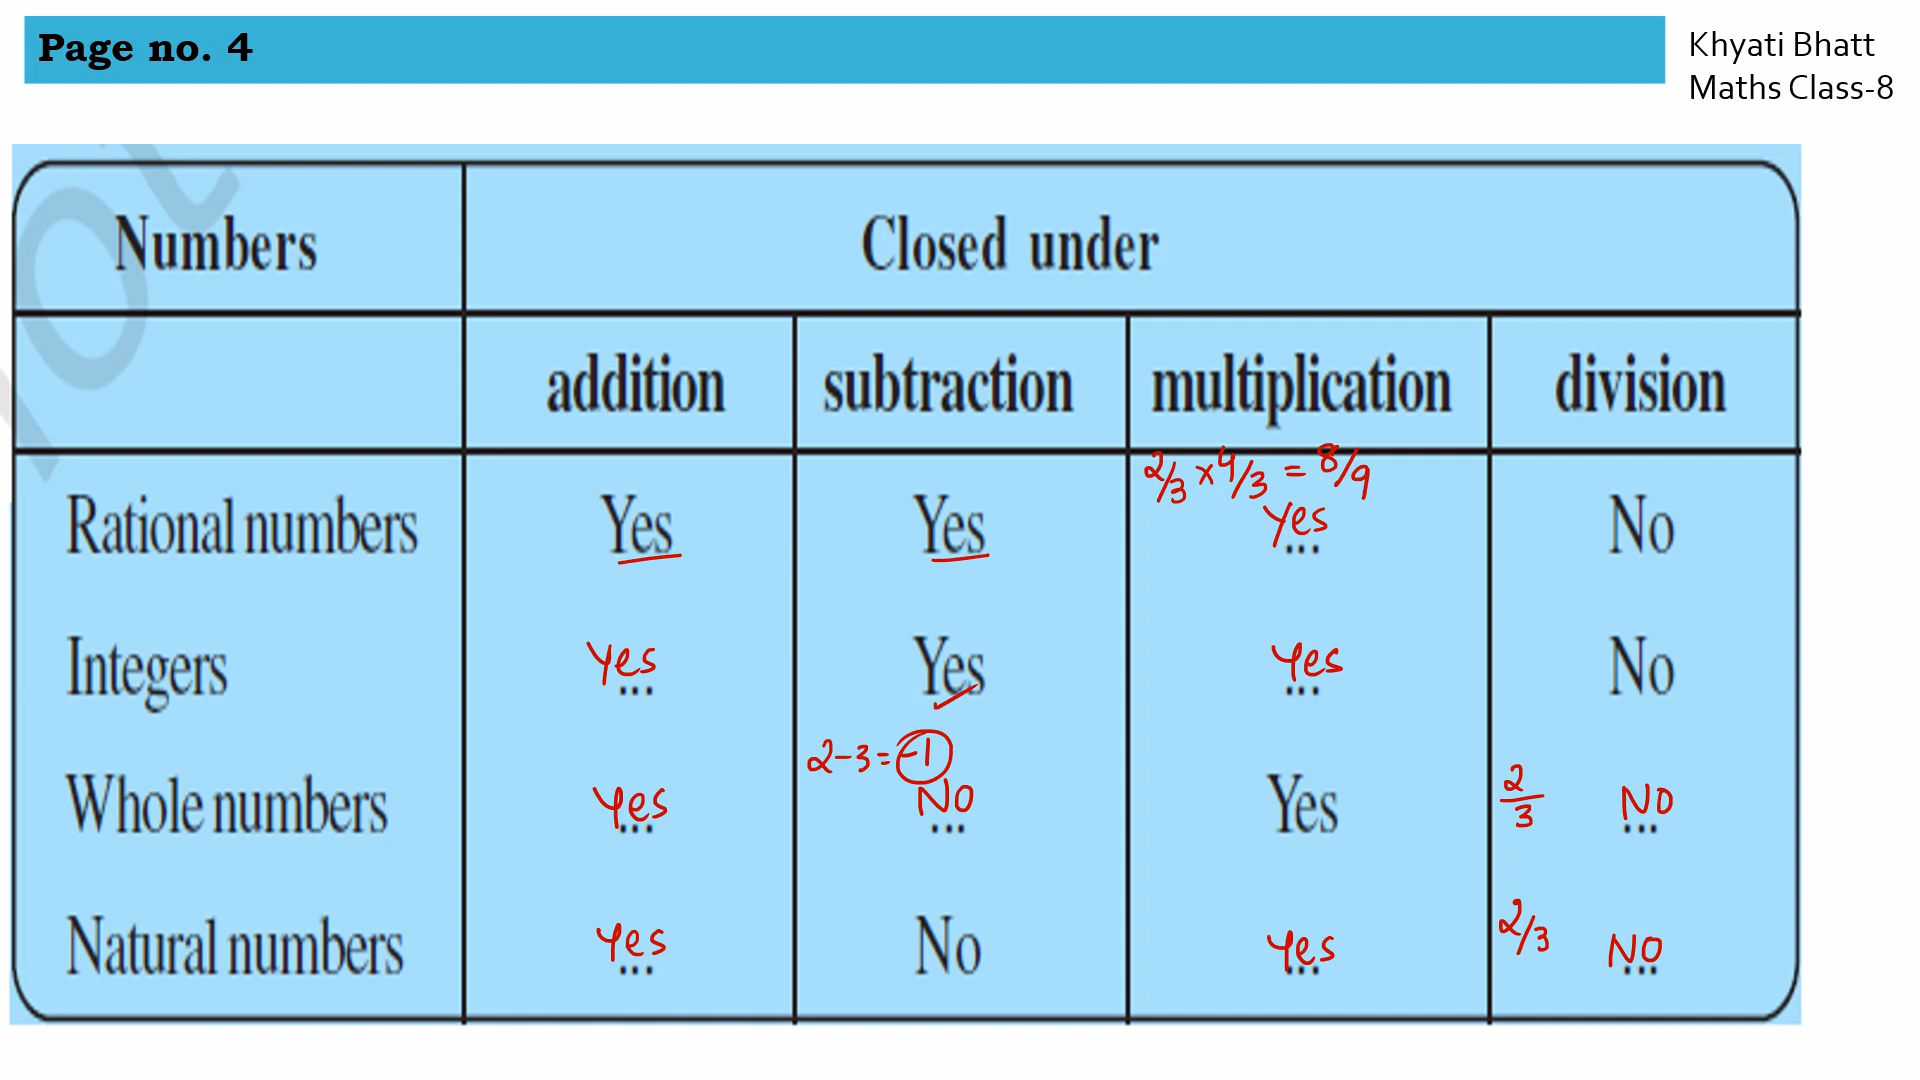 Page no. 4
Khyati Bhatt
Maths Class-8
Numbers Closed under
addition subtraction multiplication division
2/3 × 4/3 = 8/9
Rational numbers Yes Yes Yes ... No
Integers Yes ... Yes Yes ... No
2-3=-1
Whole numbers Yes ... NO ... Yes 2/3 NO ...
Natural numbers Yes ... No Yes ... 2/3 NO ...